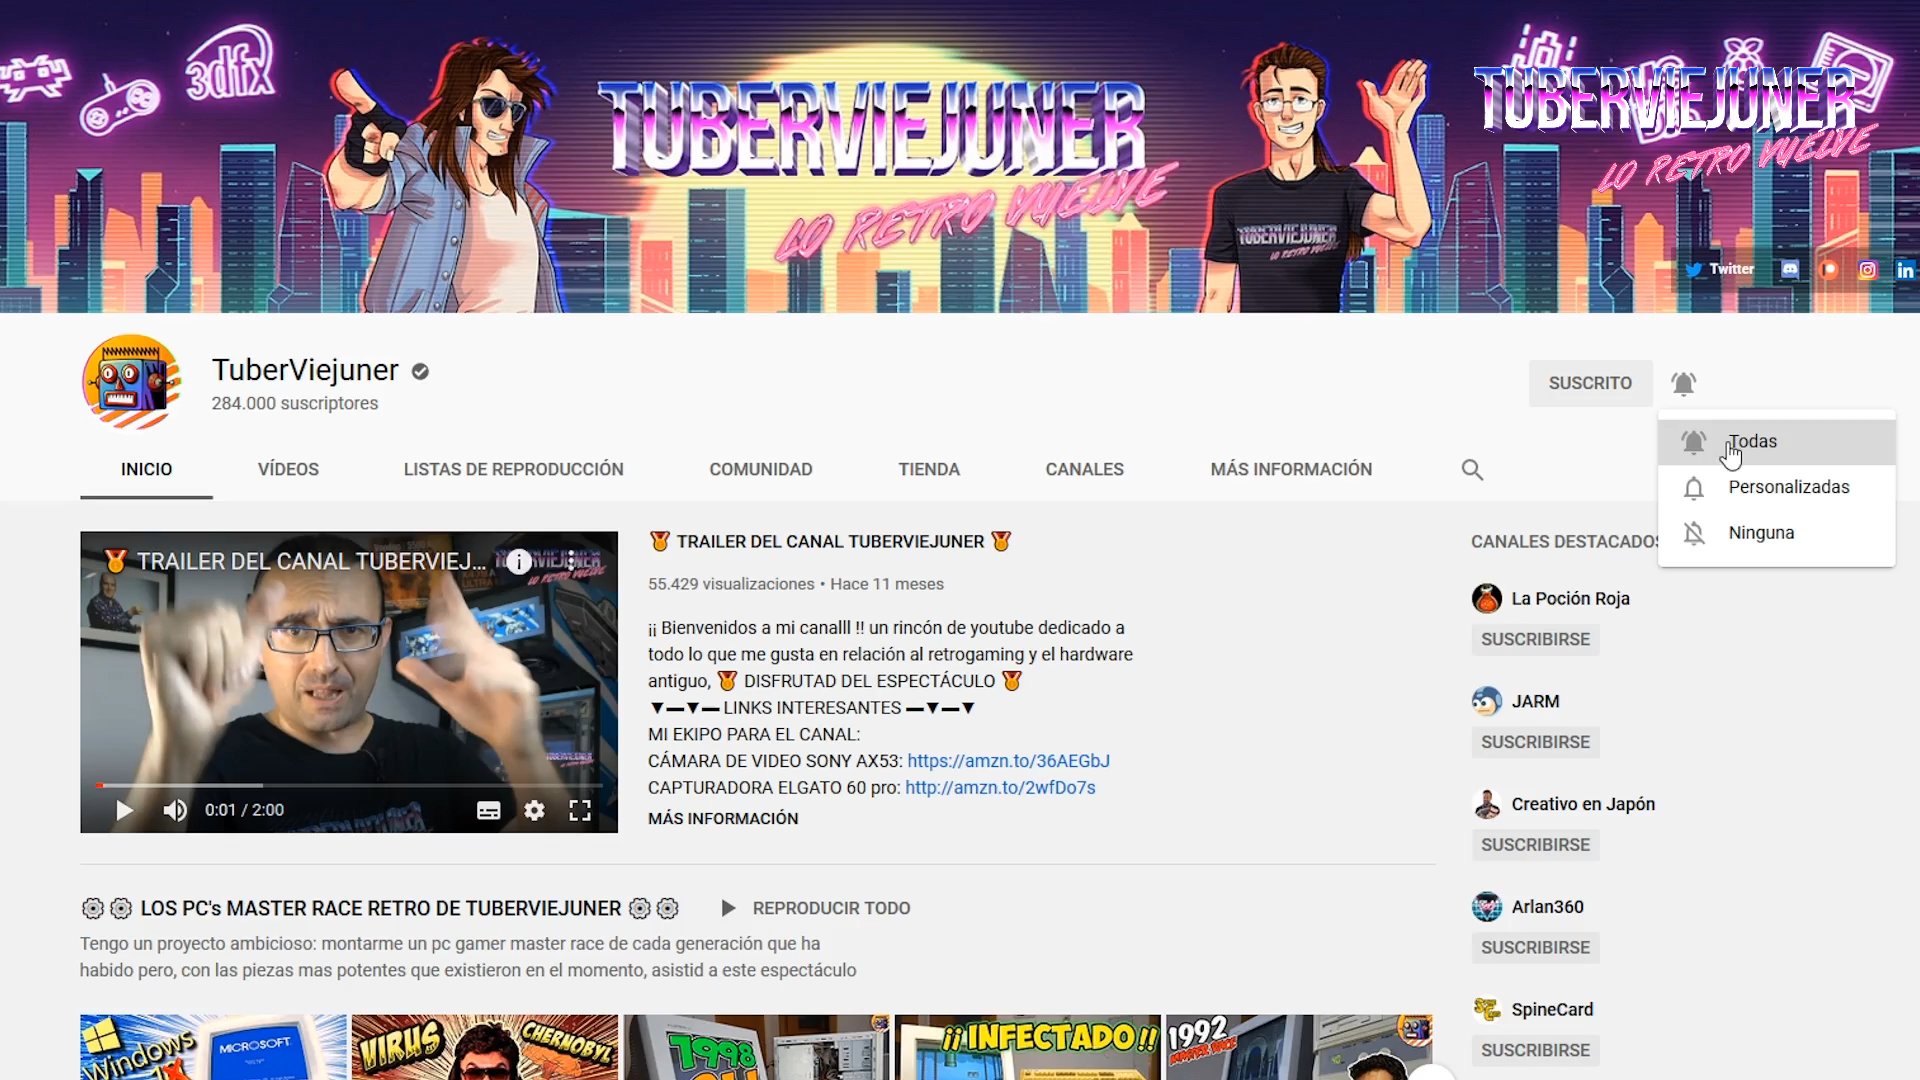 3dfx
TUBERVIEJUNER
LO RETRO VUELVE
TUBERVIEJUNER
LO RETRO VUELVE
TUBERVIEJUNER
Twitter
TuberViejuner
284.000 suscriptores
SUSCRITO
Todas
Personalizadas
Ninguna
INICIO
VÍDEOS
LISTAS DE REPRODUCCIÓN
COMUNIDAD
TIENDA
CANALES
MÁS INFORMACIÓN
TRAILER DEL CANAL TUBERVIEJ...
0:01 / 2:00
🏅 TRAILER DEL CANAL TUBERVIEJUNER 🏅
55.429 visualizaciones • Hace 11 meses
¡¡ Bienvenidos a mi canalll !! un rincón de youtube dedicado a
todo lo que me gusta en relación al retrogaming y el hardware
antiguo, 🏅 DISFRUTAD DEL ESPECTÁCULO 🏅
▼▬▼▬ LINKS INTERESANTES ▬▼▬▼
MI EKIPO PARA EL CANAL:
CÁMARA DE VIDEO SONY AX53: https://amzn.to/36AEGbJ
CAPTURADORA ELGATO 60 pro: http://amzn.to/2wfDo7s
MÁS INFORMACIÓN
CANALES DESTACADOS
La Poción Roja
SUSCRIBIRSE
JARM
SUSCRIBIRSE
Creativo en Japón
SUSCRIBIRSE
Arlan360
SUSCRIBIRSE
SpineCard
SUSCRIBIRSE
LOS PC's MASTER RACE RETRO DE TUBERVIEJUNER
REPRODUCIR TODO
Tengo un proyecto ambicioso: montarme un pc gamer master race de cada generación que ha
habido pero, con las piezas mas potentes que existieron en el momento, asistid a este espectáculo
Windows
MICROSOFT
VIRUS
CHERNOBYL
1998
¡¡INFECTADO!!
1992
MASTER RACE